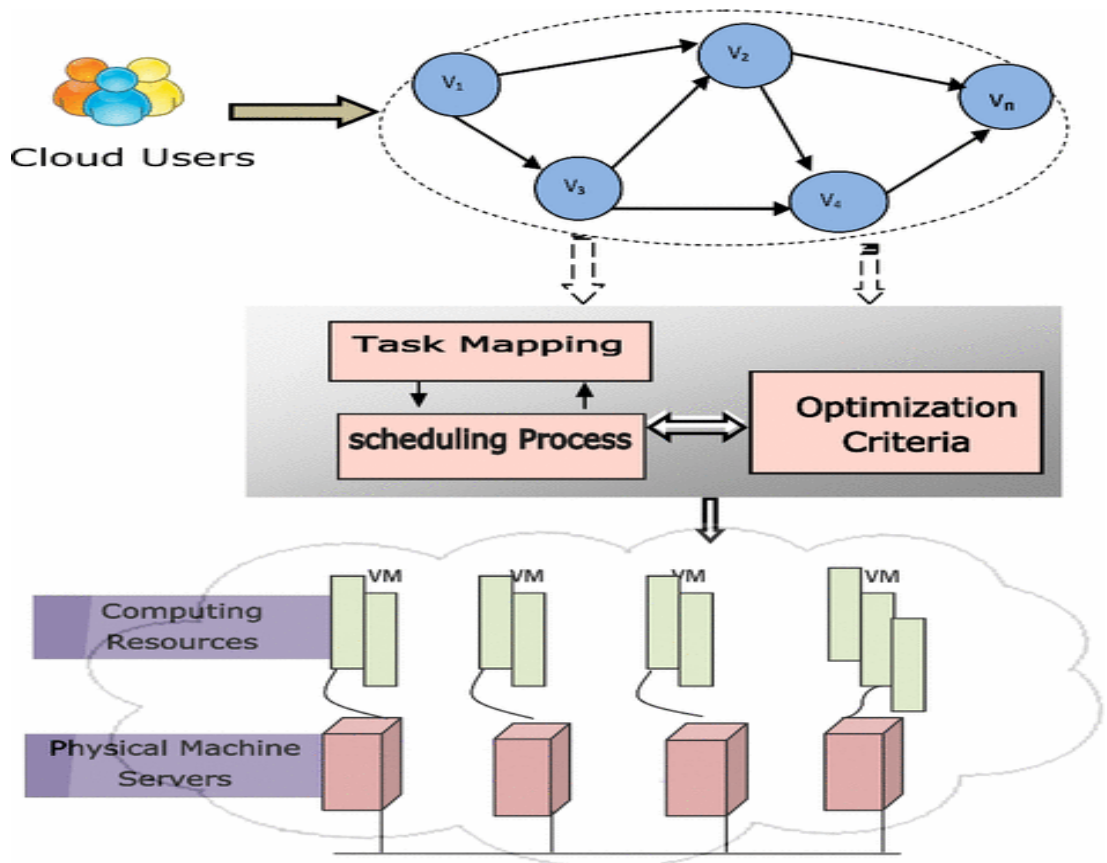 V₁
V₂
Vn
Cloud Users
V₃
V₄
Task Mapping
scheduling Process
Optimization
Criteria
VM
VM
VM
VM
Computing
Resources
Physical Machine
Servers